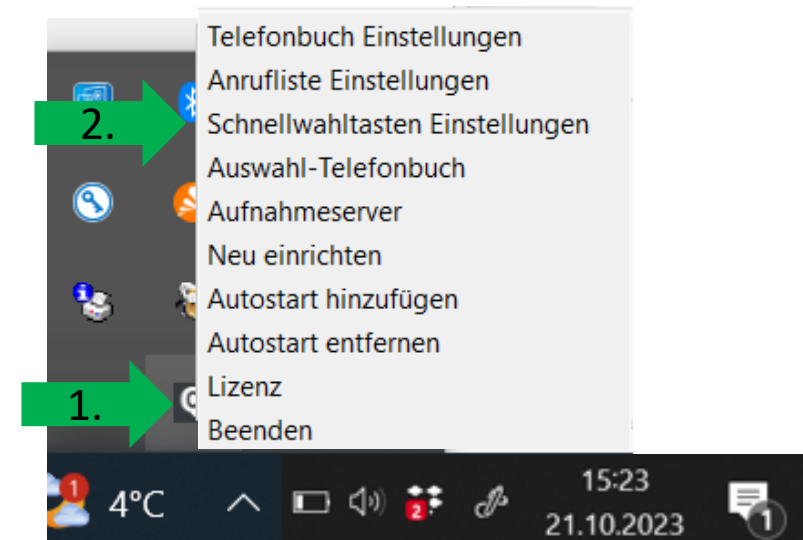 Telefonbuch Einstellungen
Anrufliste Einstellungen
2.
Schnellwahltasten Einstellungen
Auswahl-Telefonbuch
Aufnahmeserver
Neu einrichten
Autostart hinzufügen
Autostart entfernen
1.
Lizenz
Beenden
1
4°C
2
15:23
21.10.2023
1